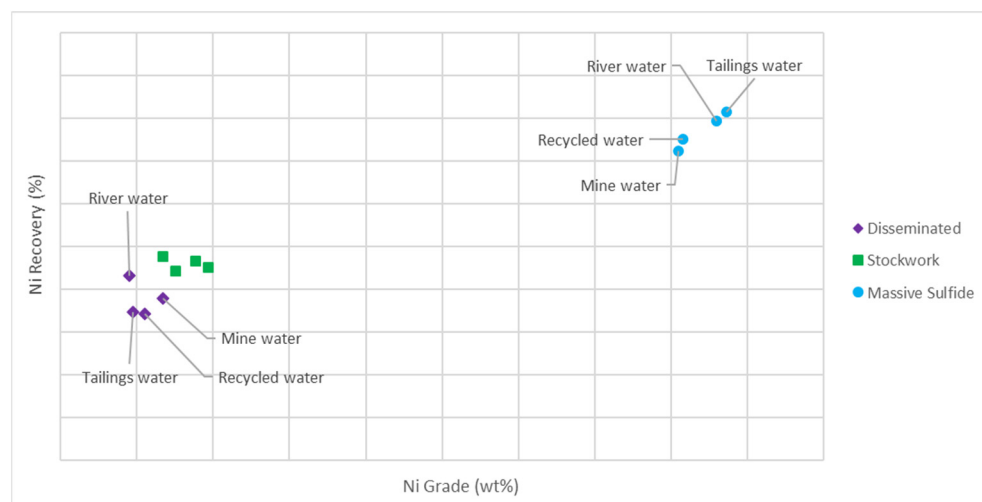 River water
Tailings water
Recycled water
Mine water
River water
Mine water
Tailings water
Recycled water
Ni Recovery (%)
Ni Grade (wt%)
Disseminated
Stockwork
Massive Sulfide